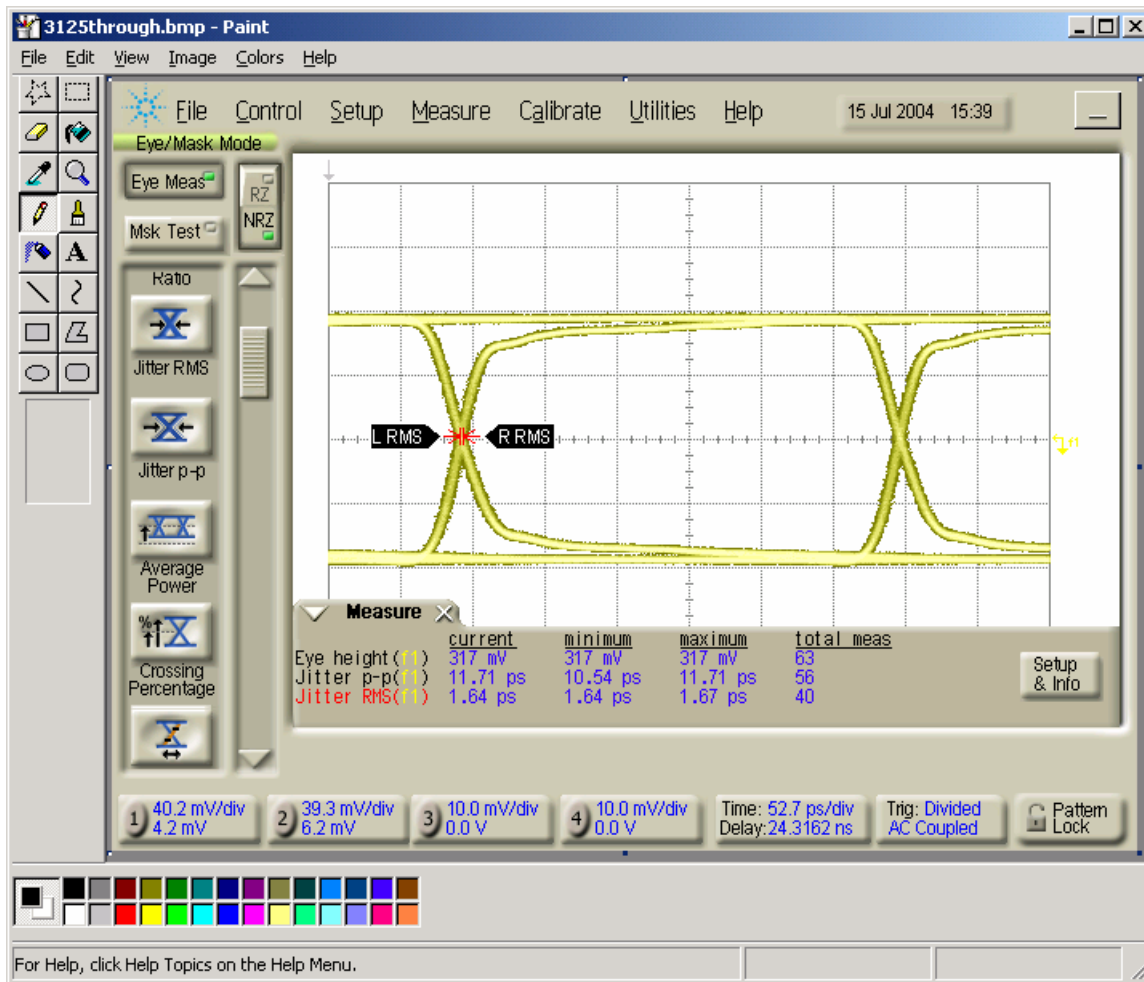 3125through.bmp - Paint
File Edit View Image Colors Help
File Control Setup Measure Calibrate Utilities Help 15 Jul 2004 15:39
Eye/Mask Mode
Eye Meas
RZ
NRZ
Msk Test
Ratio
Jitter RMS
Jitter p-p
Average
Power
Crossing
Percentage
L RMS R RMS
f1
Measure
current minimum maximum total meas
Eye height(f1) 317 mV 317 mV 317 mV 63
Jitter p-p(f1) 11.71 ps 10.54 ps 11.71 ps 56
Jitter RMS(f1) 1.64 ps 1.64 ps 1.67 ps 40
Setup
& Info
1) 40.2 mV/div
4.2 mV
2) 39.3 mV/div
6.2 mV
3) 10.0 mV/div
0.0 V
4) 10.0 mV/div
0.0 V
Time: 52.7 ps/div
Delay:24.3162 ns
Trig: Divided
AC Coupled
Pattern
Lock
For Help, click Help Topics on the Help Menu.